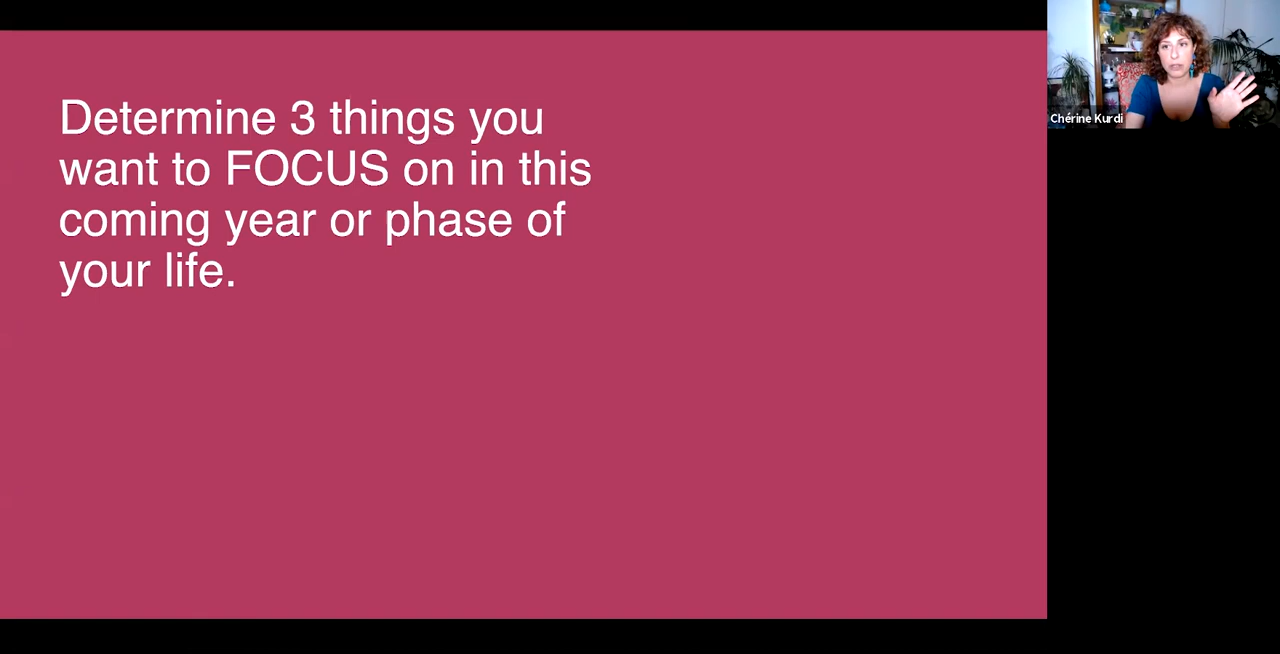 Determine 3 things you
want to FOCUS on in this
coming year or phase of
your life.
Chérine Kurdi